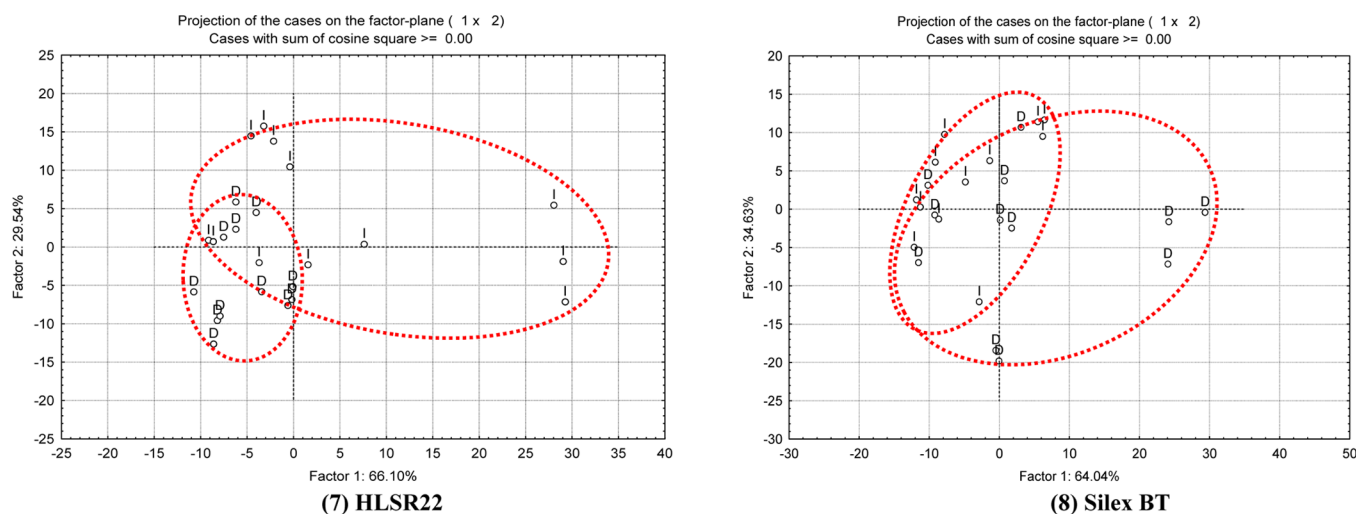 Projection of the cases on the factor-plane ( 1 x 2)
Cases with sum of cosine square >= 0.00
25
20
15
10
5
0
-5
-10
-15
-20
-25
Factor 2: 29.54%
I I I
I
I
D
D
D
D
I I
I
I
I
I
D
D
D
D
D
D
D
I
-25 -20 -15 -10 -5 0 5 10 15 20 25 30 35 40
Factor 1: 66.10%
(7) HLSR22
Projection of the cases on the factor-plane ( 1 x 2)
Cases with sum of cosine square >= 0.00
20
15
10
5
0
-5
-10
-15
-20
-25
-30
Factor 2: 34.63%
D I I
I
I
I
I
I
D
D
I I
D I
D
D
D
D
D
I
D
I
D
D
-30 -20 -10 0 10 20 30 40 50
Factor 1: 64.04%
(8) Silex BT